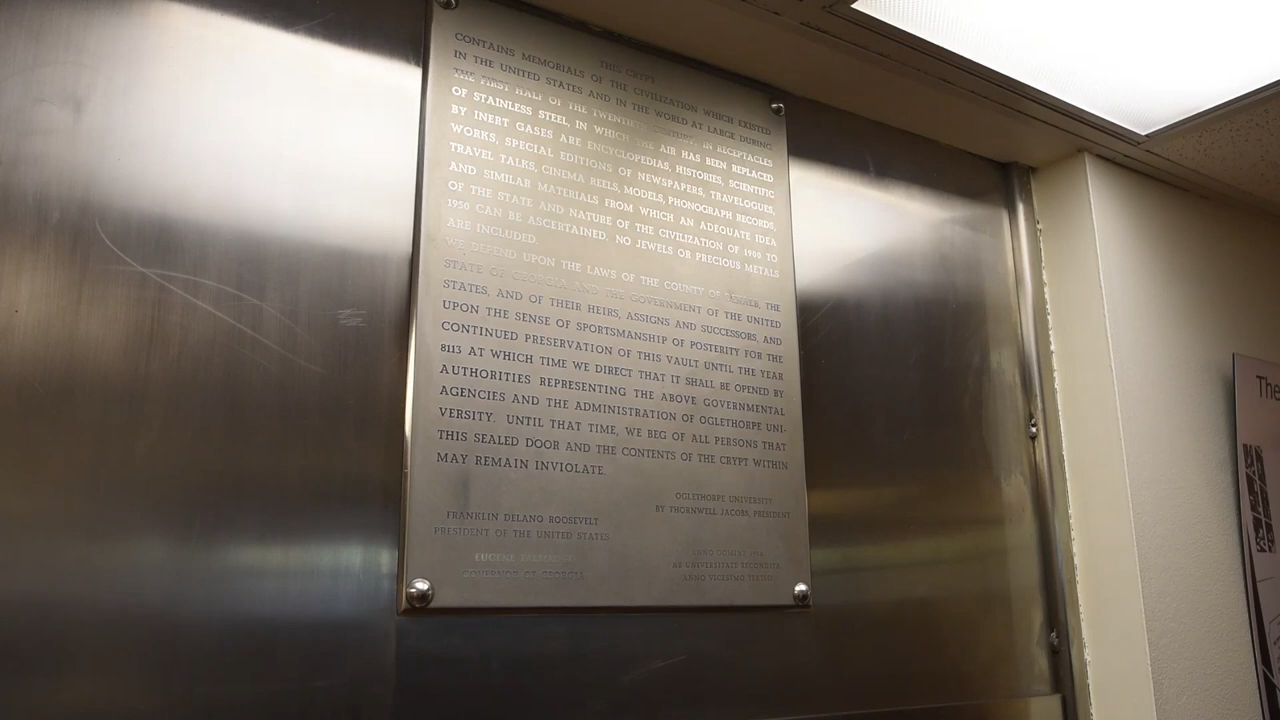 THIS CRYPT
CONTAINS MEMORIALS OF THE CIVILIZATION WHICH EXISTED
IN THE UNITED STATES AND IN THE WORLD AT LARGE DURING
THE FIRST HALF OF THE TWENTIETH CENTURY. IN RECEPTACLES
OF STAINLESS STEEL, IN WHICH THE AIR HAS BEEN REPLACED
BY INERT GASES ARE ENCYCLOPEDIAS, HISTORIES, SCIENTIFIC
WORKS, SPECIAL EDITIONS OF NEWSPAPERS, TRAVELOGUES,
TRAVEL TALKS, CINEMA REELS, MODELS, PHONOGRAPH RECORDS,
AND SIMILAR MATERIALS FROM WHICH AN ADEQUATE IDEA
OF THE STATE AND NATURE OF THE CIVILIZATION OF 1900 TO
1950 CAN BE ASCERTAINED. NO JEWELS OR PRECIOUS METALS
ARE INCLUDED.
WE DEPEND UPON THE LAWS OF THE COUNTY OF DEKALB, THE
STATE OF GEORGIA AND THE GOVERNMENT OF THE UNITED
STATES, AND OF THEIR HEIRS, ASSIGNS AND SUCCESSORS, AND
UPON THE SENSE OF SPORTSMANSHIP OF POSTERITY FOR THE
CONTINUED PRESERVATION OF THIS VAULT UNTIL THE YEAR
8113 AT WHICH TIME WE DIRECT THAT IT SHALL BE OPENED BY
AUTHORITIES REPRESENTING THE ABOVE GOVERNMENTAL
AGENCIES AND THE ADMINISTRATION OF OGLETHORPE UNI-
VERSITY. UNTIL THAT TIME, WE BEG OF ALL PERSONS THAT
THIS SEALED DOOR AND THE CONTENTS OF THE CRYPT WITHIN
MAY REMAIN INVIOLATE.
OGLETHORPE UNIVERSITY
BY THORNWELL JACOBS, PRESIDENT
FRANKLIN DELANO ROOSEVELT
PRESIDENT OF THE UNITED STATES
EUGENE
GOVERNOR OF GEORGIA
ANNO DOMINI
AB UNIVERSITATE RECONDITA
ANNO VICESIMO TERTIO
The